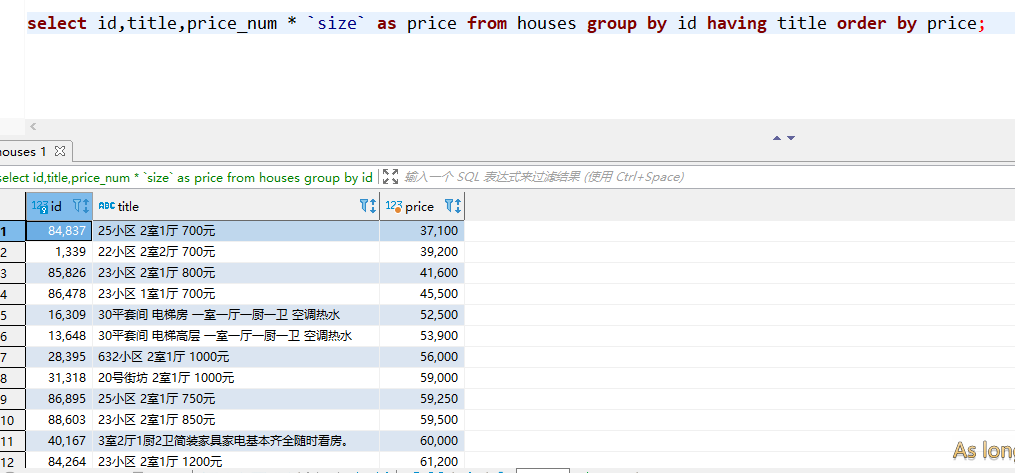 select id,title,price_num * `size` as price from houses group by id having title order by price;
houses 1
select id,title,price_num * `size` as price from houses group by id
输入一个 SQL 表达式来过滤结果 (使用 Ctrl+Space)
123 id ABC title 123 price
1 84,837 25小区 2室1厅 700元 37,100
2 1,339 22小区 2室2厅 700元 39,200
3 85,826 23小区 2室1厅 800元 41,600
4 86,478 23小区 1室1厅 700元 45,500
5 16,309 30平套间 电梯房 一室一厅一厨一卫 空调热水 52,500
6 13,648 30平套间 电梯高层 一室一厅一厨一卫 空调热水 53,900
7 28,395 632小区 2室1厅 1000元 56,000
8 31,318 20号街坊 2室1厅 1000元 59,000
9 86,895 25小区 2室1厅 750元 59,250
10 88,603 23小区 2室1厅 850元 59,500
11 40,167 3室2厅1厨2卫简装家具家电基本齐全随时看房。 60,000
12 84,264 23小区 2室1厅 1200元 61,200
As long